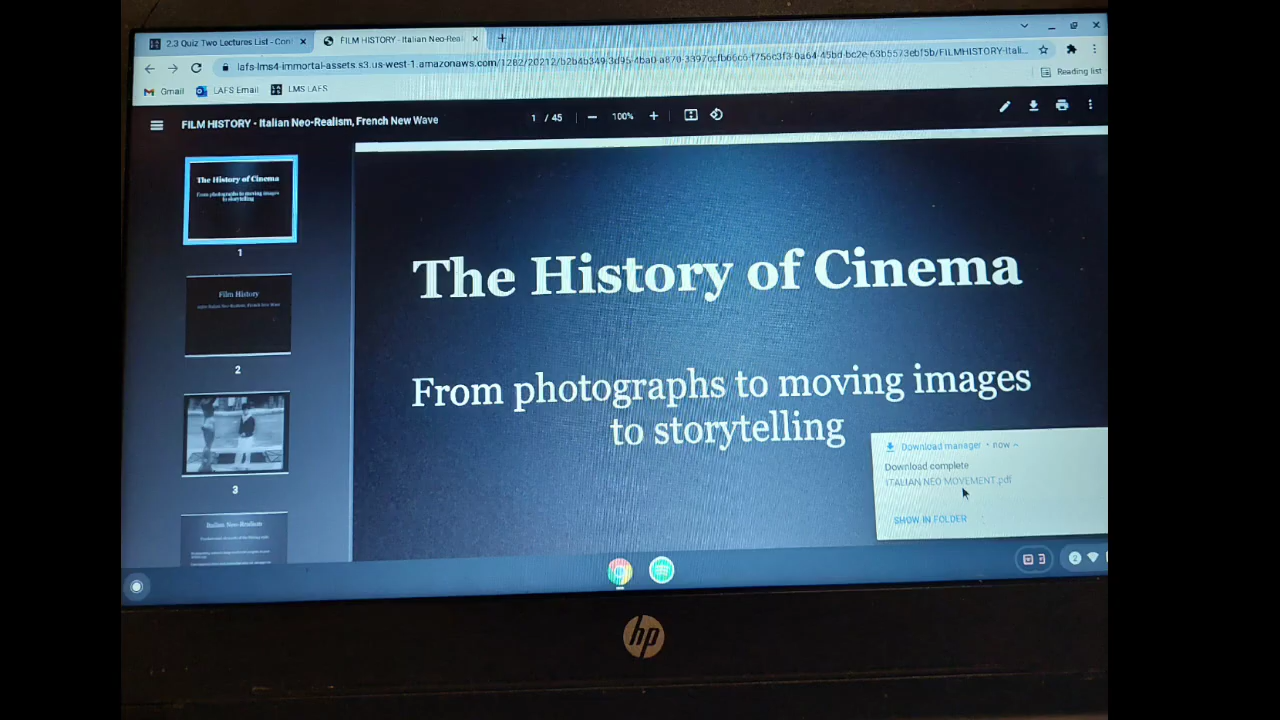 2.3 Quiz Two Lectures List - Con
FILM HISTORY - Italian Neo-Real
Reading list
Gmail
LAFS Email
LMS LAFS
FILM HISTORY - Italian Neo-Realism, French New Wave
1 / 45
100%
The History of Cinema
From photographs to moving images
to storytelling
1
Film History
2
3
Italian Neo-Realism
The History of Cinema
From photographs to moving images
to storytelling
Download manager • now
Download complete
ITALIAN NEO MOVEMENT.pdf
SHOW IN FOLDER
2
hp